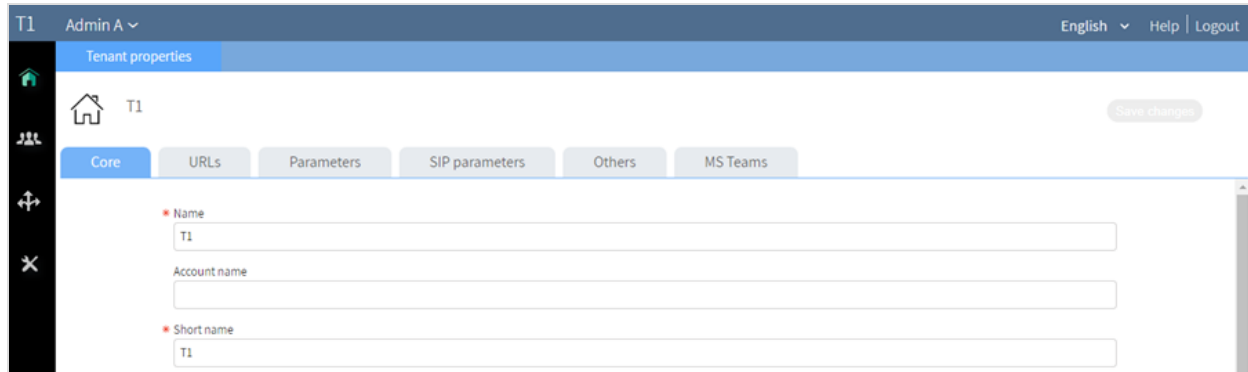 T1 Admin A English Help | Logout
Tenant properties
T1 Save changes
Core URLs Parameters SIP parameters Others MS Teams
* Name
T1
Account name
* Short name
T1